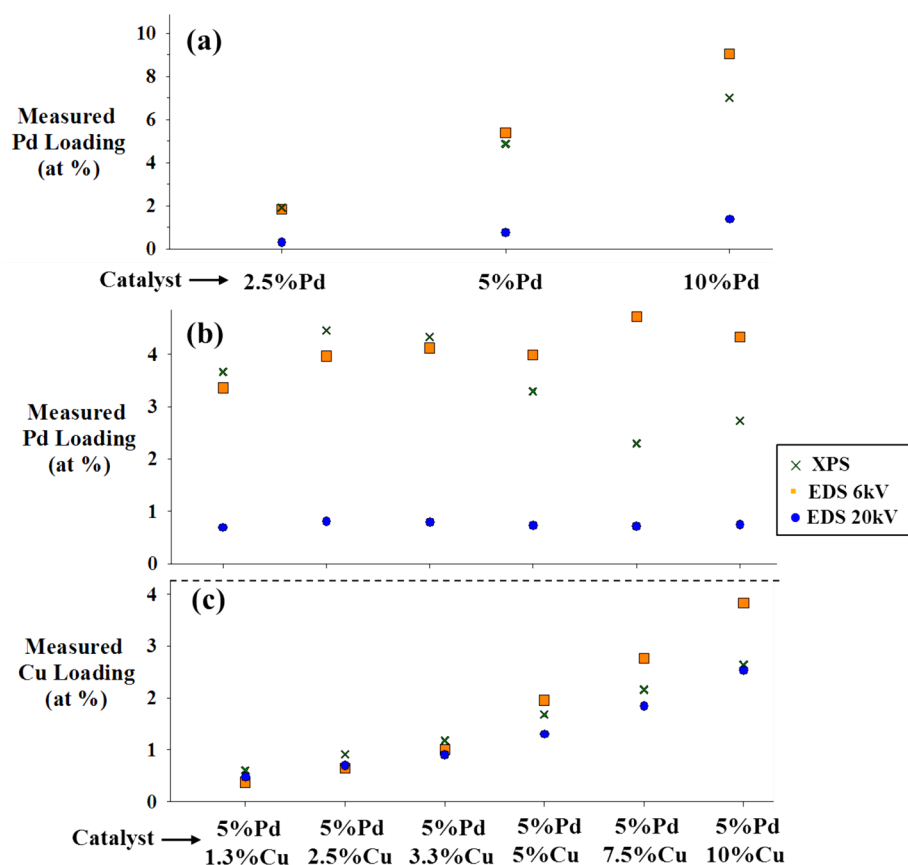 (a)
10
8
6
4
2
0
Measured
Pd Loading
(at %)
Catalyst
2.5%Pd 5%Pd 10%Pd
(b)
4
3
2
1
0
Measured
Pd Loading
(at %)
XPS
EDS 6kV
EDS 20kV
(c)
4
3
2
1
0
Measured
Cu Loading
(at %)
Catalyst
5%Pd 5%Pd 5%Pd 5%Pd 5%Pd 5%Pd
1.3%Cu 2.5%Cu 3.3%Cu 5%Cu 7.5%Cu 10%Cu